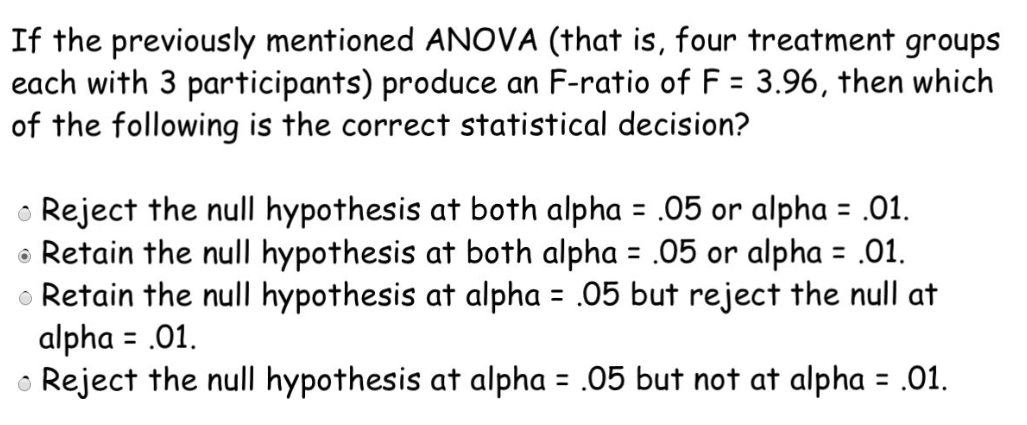 If the previously mentioned ANOVA (that is, four treatment groups
each with 3 participants) produce an F-ratio of F = 3.96, then which
of the following is the correct statistical decision?
Reject the null hypothesis at both alpha = .05 or alpha = .01.
Retain the null hypothesis at both alpha = .05 or alpha = .01.
Retain the null hypothesis at alpha = .05 but reject the null at
alpha = .01.
Reject the null hypothesis at alpha = .05 but not at alpha = .01.